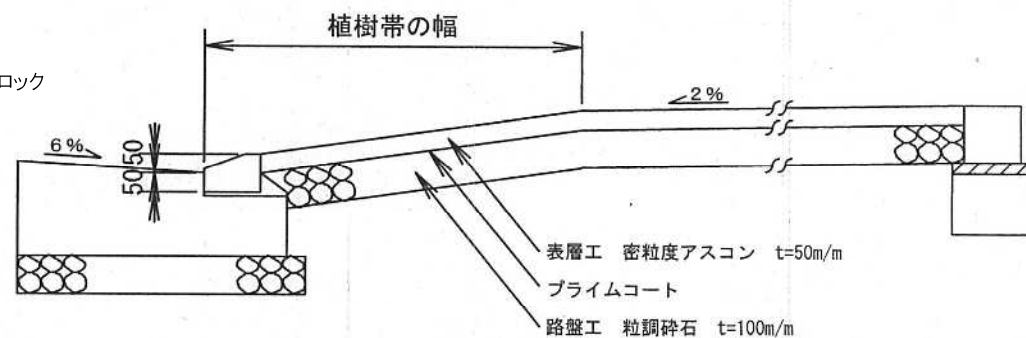 植樹帯の幅
ロック
2%
6%
50
50
表層工 密粒度アスコン t=50m/m
プライムコート
路盤工 粒調砕石 t=100m/m